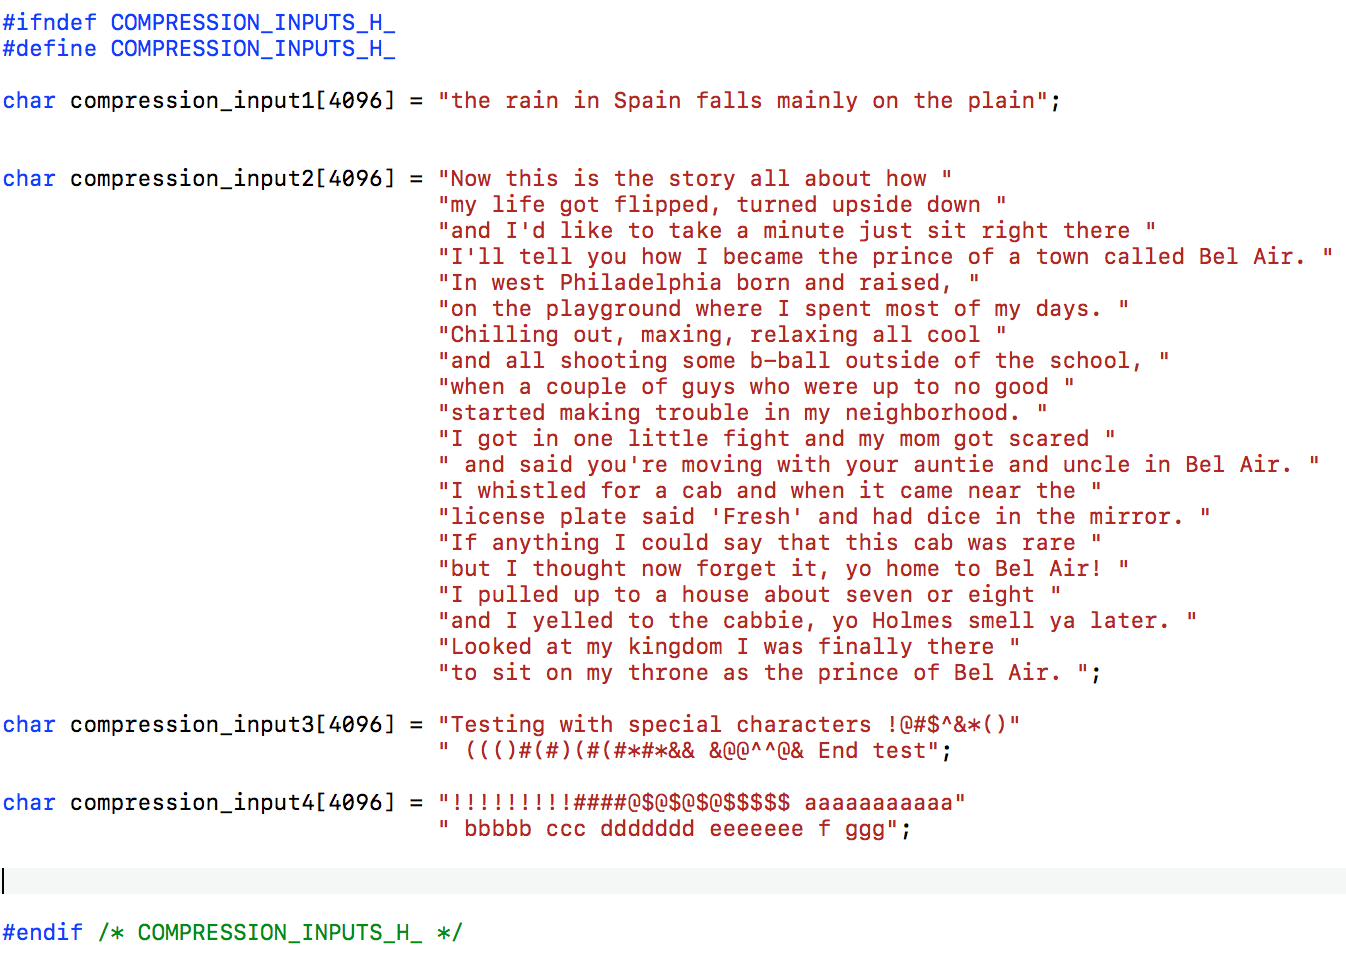 #ifndef COMPRESSION_INPUTS_H_
#define COMPRESSION_INPUTS_H_
char compression_input1[4096] = "the rain in Spain falls mainly on the plain";
char compression_input2[4096] = "Now this is the story all about how "
"my life got flipped, turned upside down "
"and I'd like to take a minute just sit right there "
"I'll tell you how I became the prince of a town called Bel Air. "
"In west Philadelphia born and raised, "
"on the playground where I spent most of my days. "
"Chilling out, maxing, relaxing all cool "
"and all shooting some b-ball outside of the school, "
"when a couple of guys who were up to no good "
"started making trouble in my neighborhood. "
"I got in one little fight and my mom got scared "
" and said you're moving with your auntie and uncle in Bel Air. "
"I whistled for a cab and when it came near the "
"license plate said 'Fresh' and had dice in the mirror. "
"If anything I could say that this cab was rare "
"but I thought now forget it, yo home to Bel Air! "
"I pulled up to a house about seven or eight "
"and I yelled to the cabbie, yo Holmes smell ya later. "
"Looked at my kingdom I was finally there "
"to sit on my throne as the prince of Bel Air. ";
char compression_input3[4096] = "Testing with special characters !@#$^&*()"
" ((()#(#)(#(#*#*&& &@@^^@& End test";
char compression_input4[4096] = "!!!!!!!!!####@$@$@$@$$$$$ aaaaaaaaaaa"
" bbbbb ccc ddddddd eeeeeee f ggg";
#endif /* COMPRESSION_INPUTS_H_ */